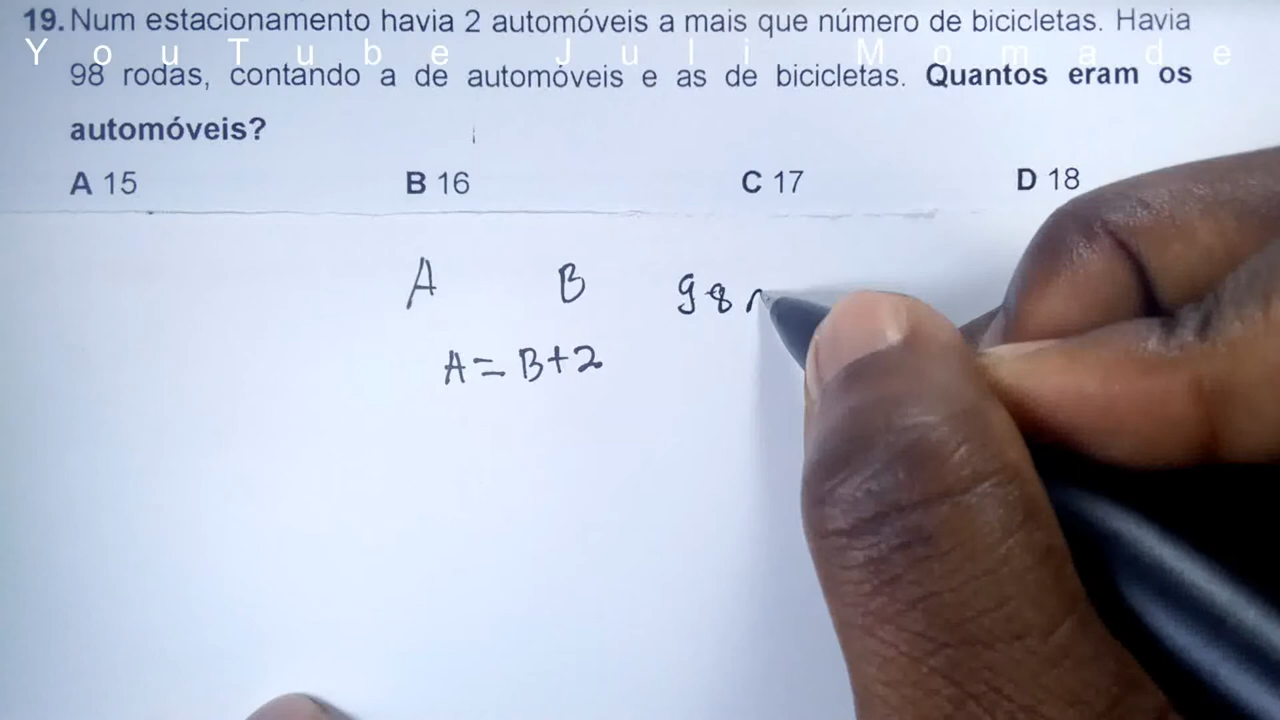 19. Num estacionamento havia 2 automóveis a mais que número de bicicletas. Havia
YouTube Juli Momade
98 rodas, contando a de automóveis e as de bicicletas. Quantos eram os
automóveis?
A 15 B 16 C 17 D 18
A B 98 r
A = B+2